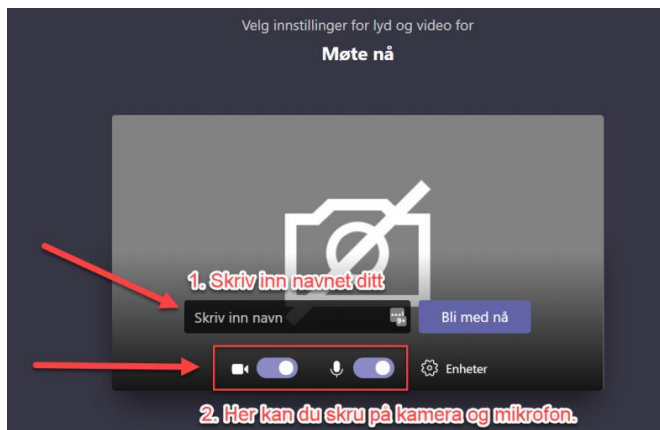 Velg innstillinger for lyd og video for
Møte nå
1. Skriv inn navnet ditt
Skriv inn navn
Bli med nå
Enheter
2. Her kan du skru på kamera og mikrofon.